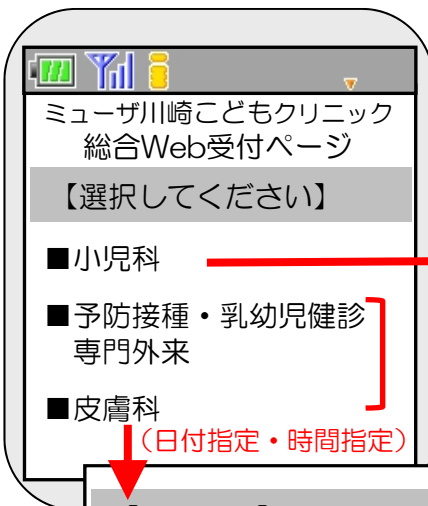 ミューザ川崎こどもクリニック
総合Web受付ページ
【選択してください】
■小児科
■予防接種・乳幼児健診
専門外来
■皮膚科
（日付指定・時間指定）